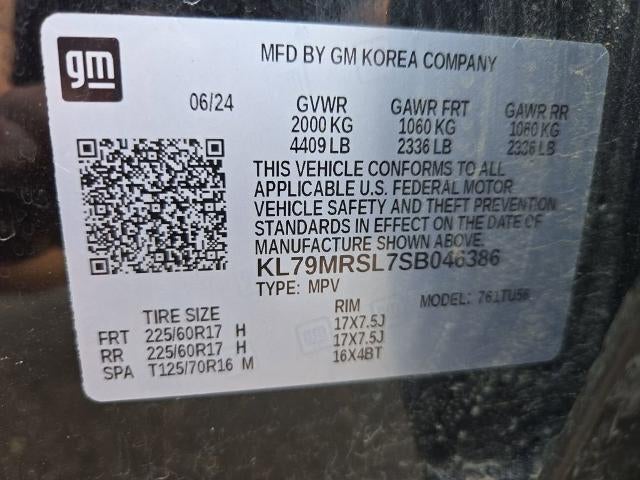 gm
MFD BY GM KOREA COMPANY
06/24 GVWR GAWR FRT GAWR RR
2000 KG 1060 KG 1060 KG
4409 LB 2336 LB 2336 LB
THIS VEHICLE CONFORMS TO ALL
APPLICABLE U.S. FEDERAL MOTOR
VEHICLE SAFETY AND THEFT PREVENTION
STANDARDS IN EFFECT ON THE DATE OF
MANUFACTURE SHOWN ABOVE.
KL79MRSL7SB046386
TYPE: MPV MODEL: 761TU56
TIRE SIZE RIM
FRT 225/60R17 H 17X7.5J
RR 225/60R17 H 17X7.5J
SPA T125/70R16 M 16X4BT